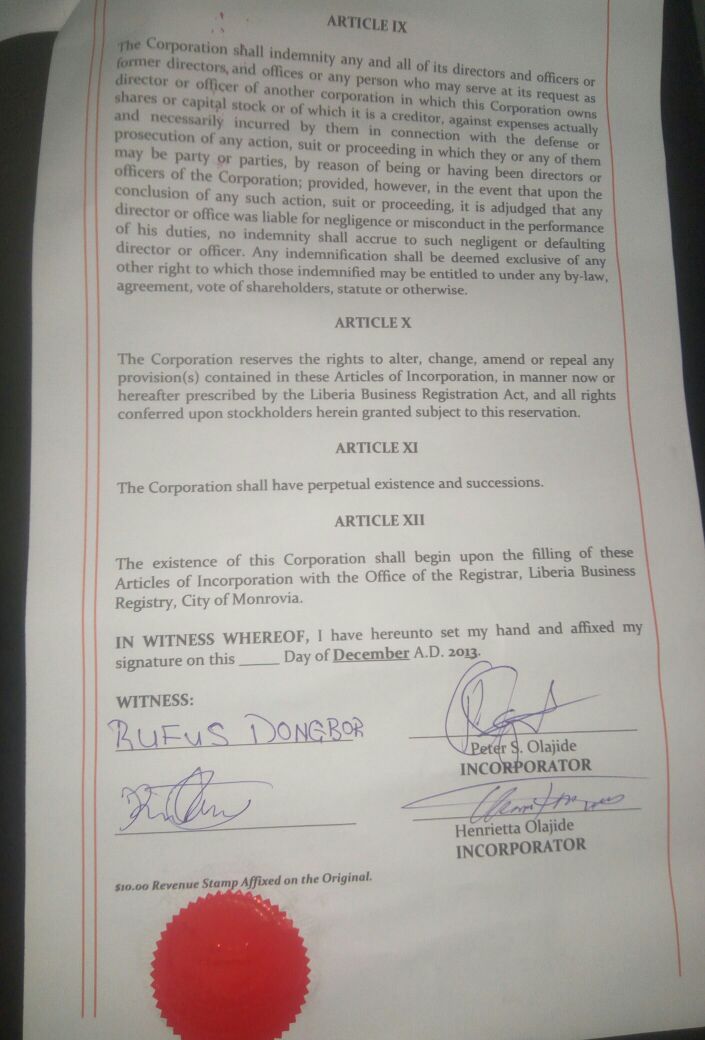 ARTICLE IX
The Corporation shall indemnity any and all of its directors and officers or
former directors, and offices or any person who may serve at its request as
director or officer of another corporation in which this Corporation owns
shares or capital stock or of which it is a creditor, against expenses actually
and necessarily incurred by them in connection with the defense or
prosecution of any action, suit or proceeding in which they or any of them
may be party or parties, by reason of being or having been directors or
officers of the Corporation; provided, however, in the event that upon the
conclusion of any such action, suit or proceeding, it is adjudged that any
director or office was liable for negligence or misconduct in the performance
of his duties, no indemnity shall accrue to such negligent or defaulting
director or officer. Any indemnification shall be deemed exclusive of any
other right to which those indemnified may be entitled to under any by-law,
agreement, vote of shareholders, statute or otherwise.
ARTICLE X
The Corporation reserves the rights to alter, change, amend or repeal any
provision(s) contained in these Articles of Incorporation, in manner now or
hereafter prescribed by the Liberia Business Registration Act, and all rights
conferred upon stockholders herein granted subject to this reservation.
ARTICLE XI
The Corporation shall have perpetual existence and successions.
ARTICLE XII
The existence of this Corporation shall begin upon the filling of these
Articles of Incorporation with the Office of the Registrar, Liberia Business
Registry, City of Monrovia.
IN WITNESS WHEREOF, I have hereunto set my hand and affixed my
signature on this _____ Day of December A.D. 2013.
WITNESS:
RUFUS DONGBOR
Peter S. Olajide
INCORPORATOR
Henrietta Olajide
INCORPORATOR
$10.00 Revenue Stamp Affixed on the Original.